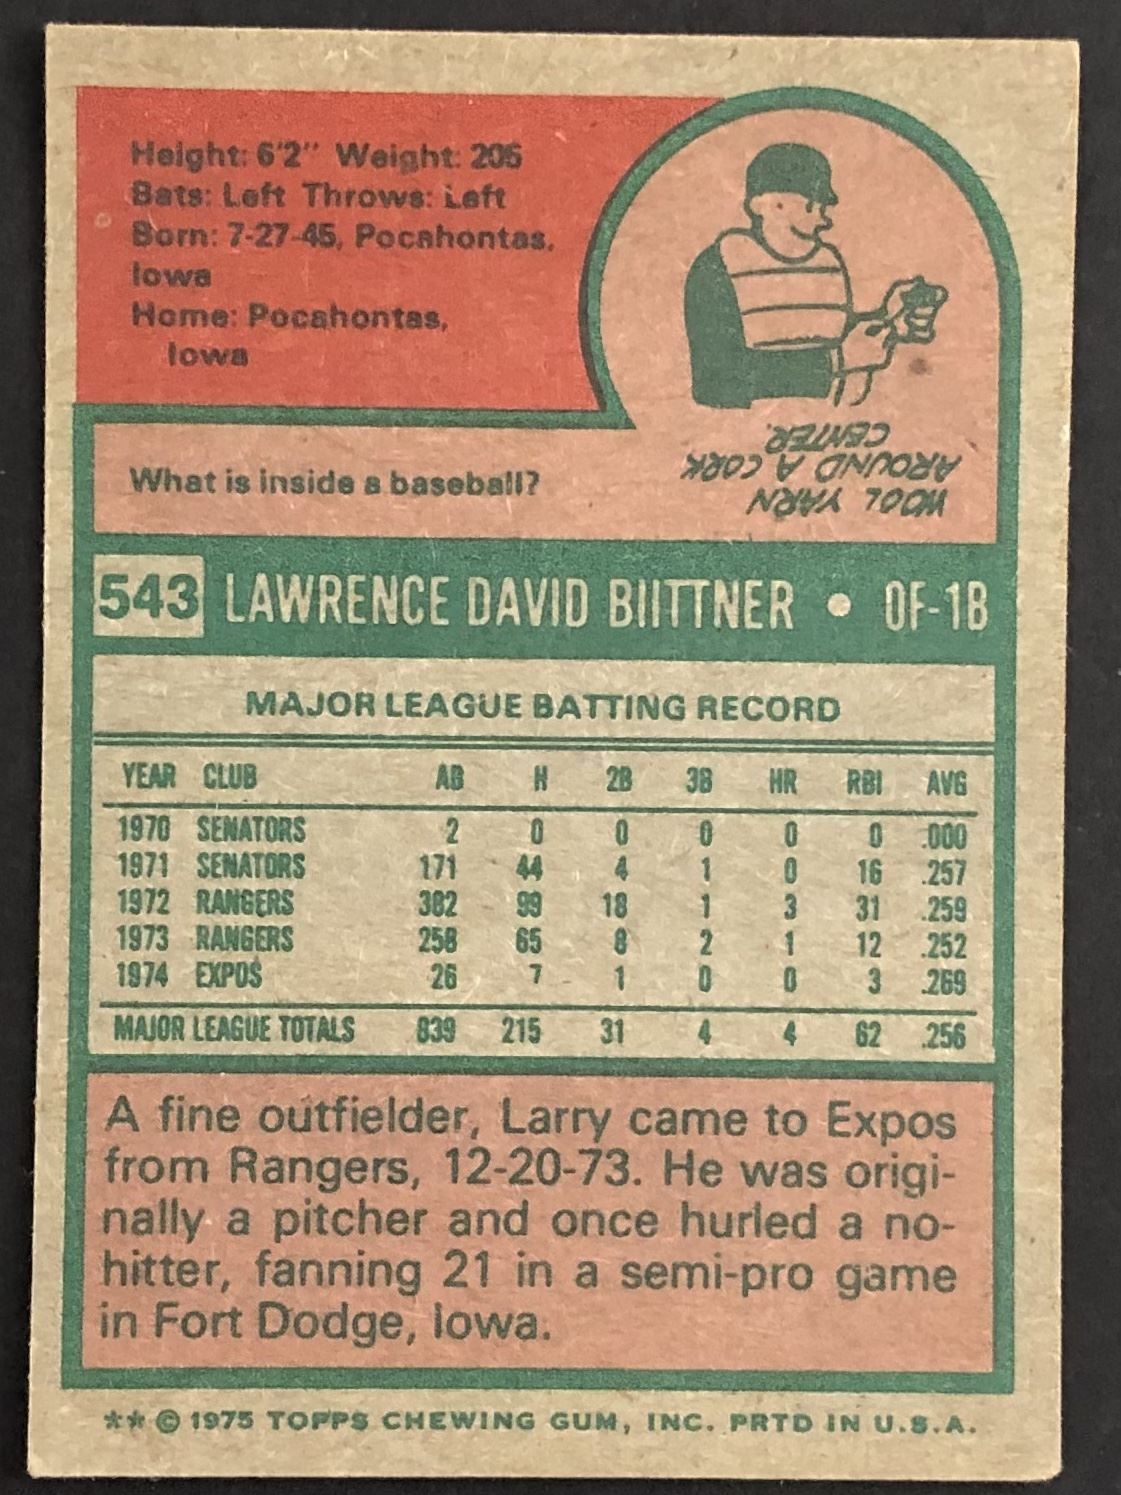 Height: 6'2" Weight: 205
Bats: Left Throws: Left
Born: 7-27-45, Pocahontas,
Iowa
Home: Pocahontas,
Iowa
What is inside a baseball?
WOOL YARN
AROUND A CORK
CENTER.
543 LAWRENCE DAVID BIITTNER • OF-1B
MAJOR LEAGUE BATTING RECORD
YEAR CLUB AB H 2B 3B HR RBI AVG
1970 SENATORS 2 0 0 0 0 0 .000
1971 SENATORS 171 44 4 1 0 16 .257
1972 RANGERS 382 99 18 1 3 31 .259
1973 RANGERS 258 65 8 2 1 12 .252
1974 EXPOS 26 7 1 0 0 3 .269
MAJOR LEAGUE TOTALS 839 215 31 4 4 62 .256
A fine outfielder, Larry came to Expos
from Rangers, 12-20-73. He was origi-
nally a pitcher and once hurled a no-
hitter, fanning 21 in a semi-pro game
in Fort Dodge, Iowa.
** © 1975 TOPPS CHEWING GUM, INC. PRTD IN U.S.A.